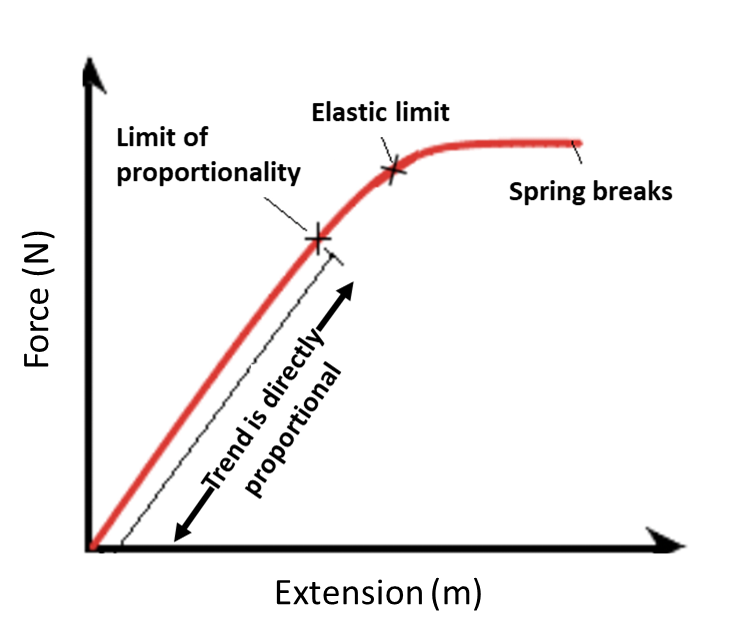 Elastic limit
Limit of
proportionality
Spring breaks
Force (N)
Trend is directly
proportional
Extension (m)